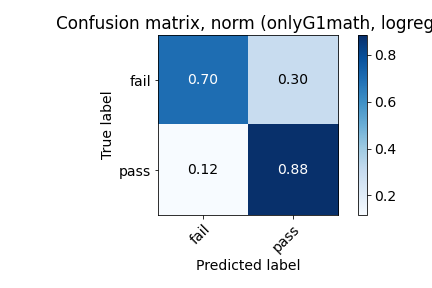 Confusion matrix, norm (onlyG1math, logreg
fail
0.70
0.30
pass
0.12
0.88
True label
fail
pass
Predicted label
0.8
0.6
0.4
0.2